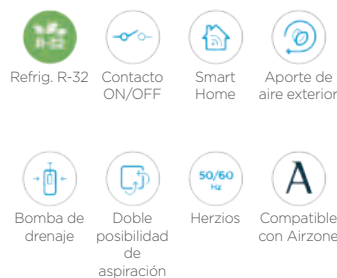 R-32
Refrig. R-32
Contacto
ON/OFF
Smart
Home
Aporte de
aire exterior
Bomba de
drenaje
Doble
posibilidad
de
aspiración
50/60
Hz
Herzios
A
Compatible
con Airzone